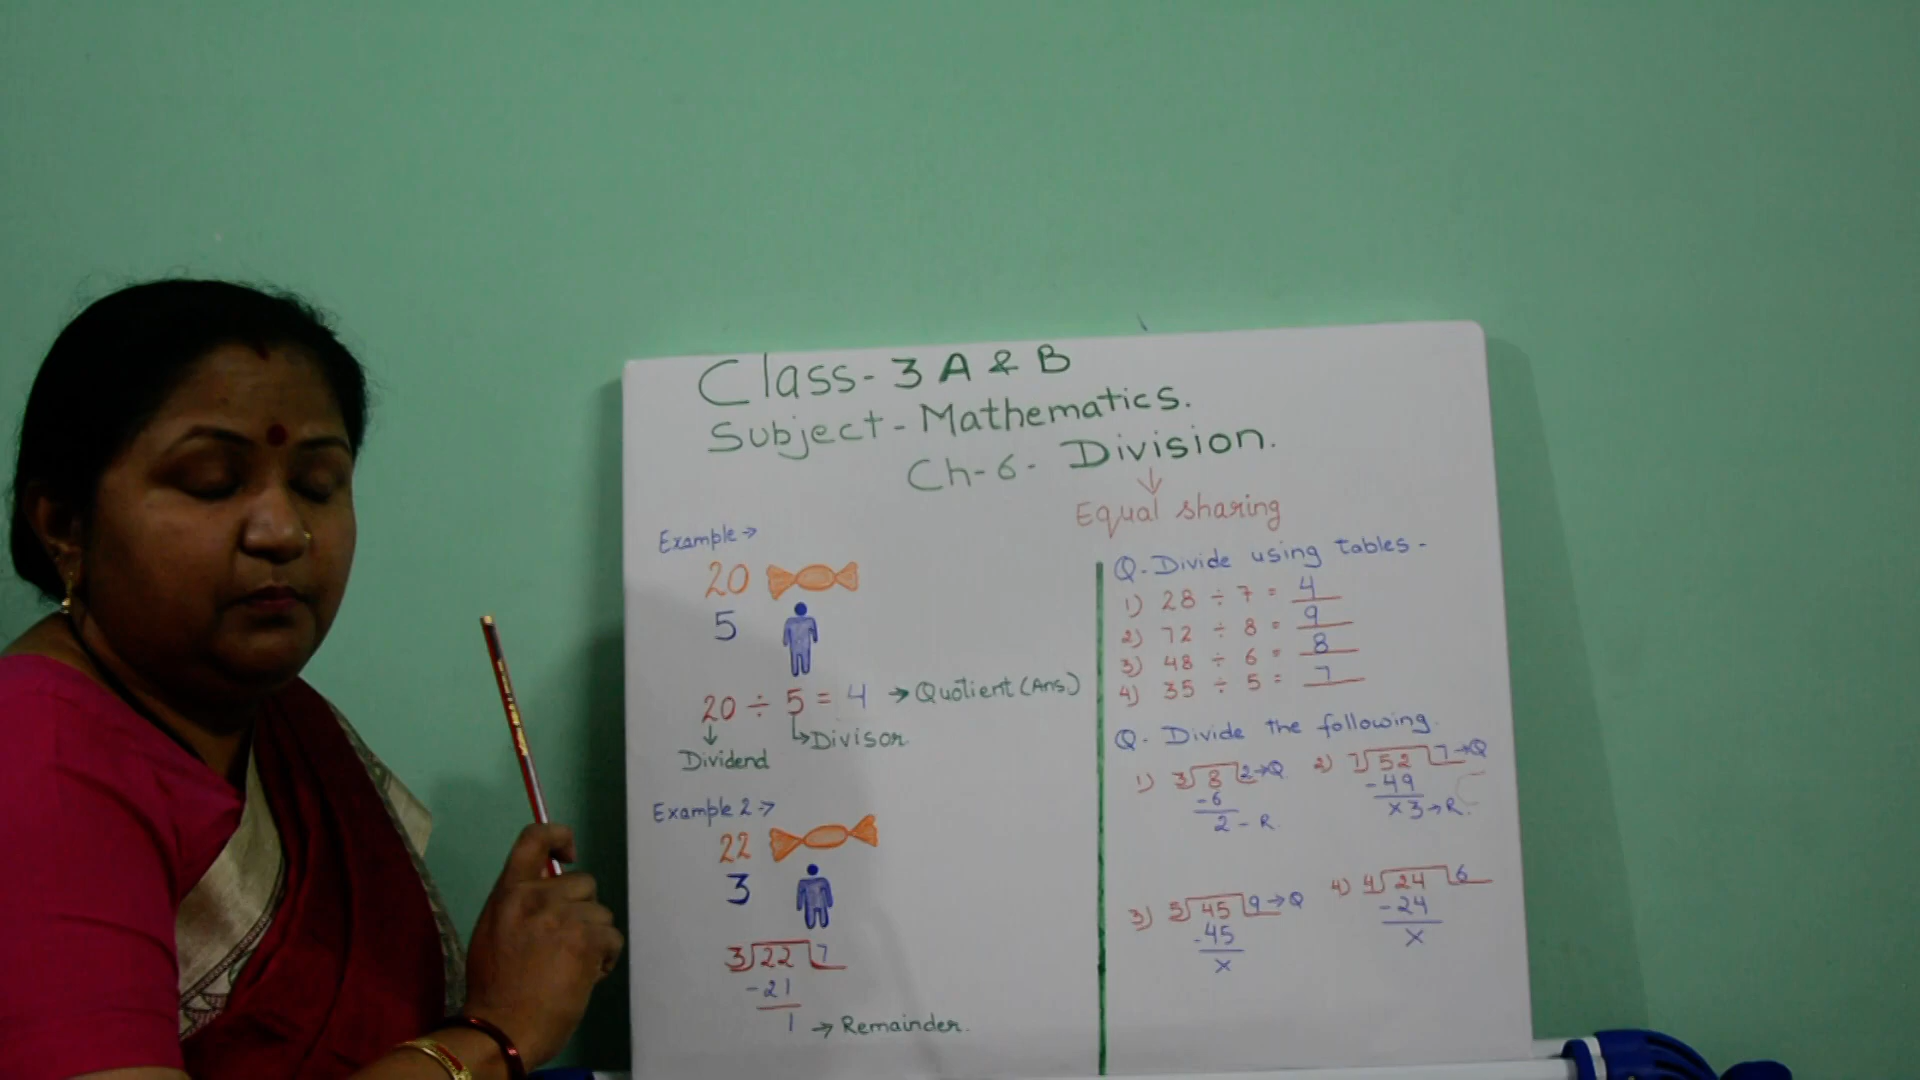 Class - 3 A & B
Subject - Mathematics.
Ch-6- Division.
Equal sharing
Example →
20
5
20 ÷ 5 = 4 → Quotient (Ans)
Dividend
Divisor
Example 2 →
22
3
3 22 7
-21
1 → Remainder.
Q. Divide using tables -
1) 28 ÷ 7 = 4
2) 72 ÷ 8 = 9
3) 48 ÷ 6 = 8
4) 35 ÷ 5 = 7
Q. Divide the following.
1) 3 8 2 → Q
-6
2 - R
2) 7 52 7 → Q
-49
x 3 → R.
3) 5 45 9 → Q
-45
x
4) 4 24 6
-24
x